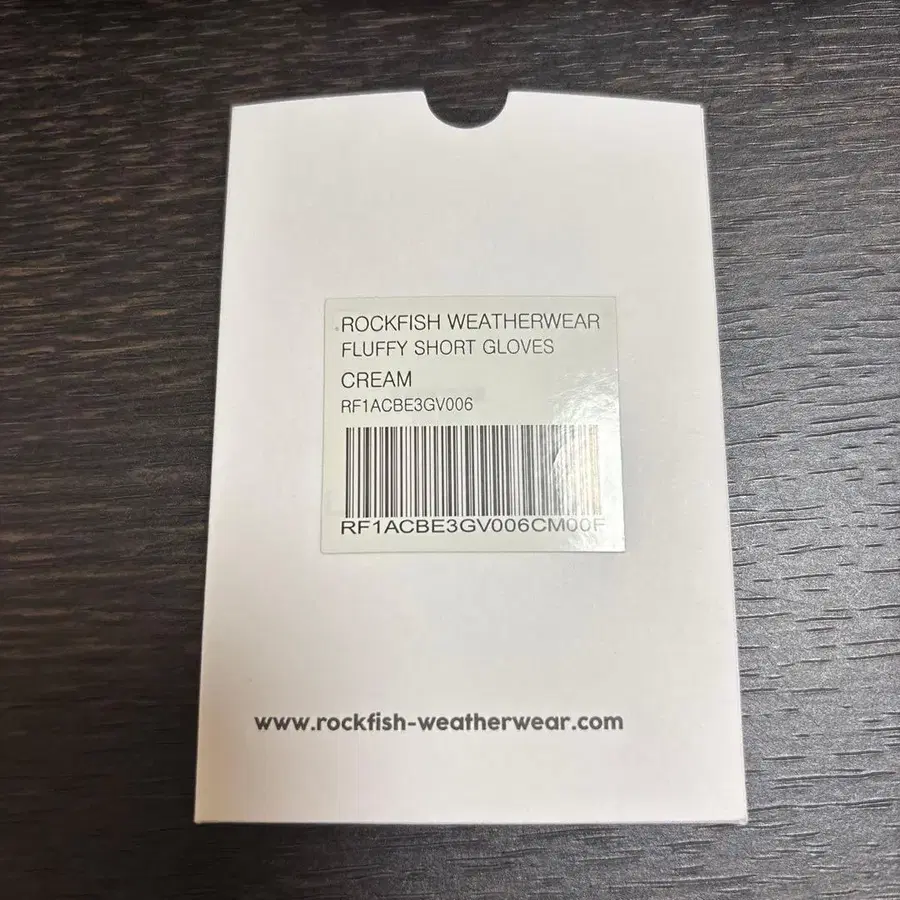 ROCKFISH WEATHERWEAR
FLUFFY SHORT GLOVES
CREAM
RF1ACBE3GV006
RF1ACBE3GV006CM00F
www.rockfish-weatherwear.com